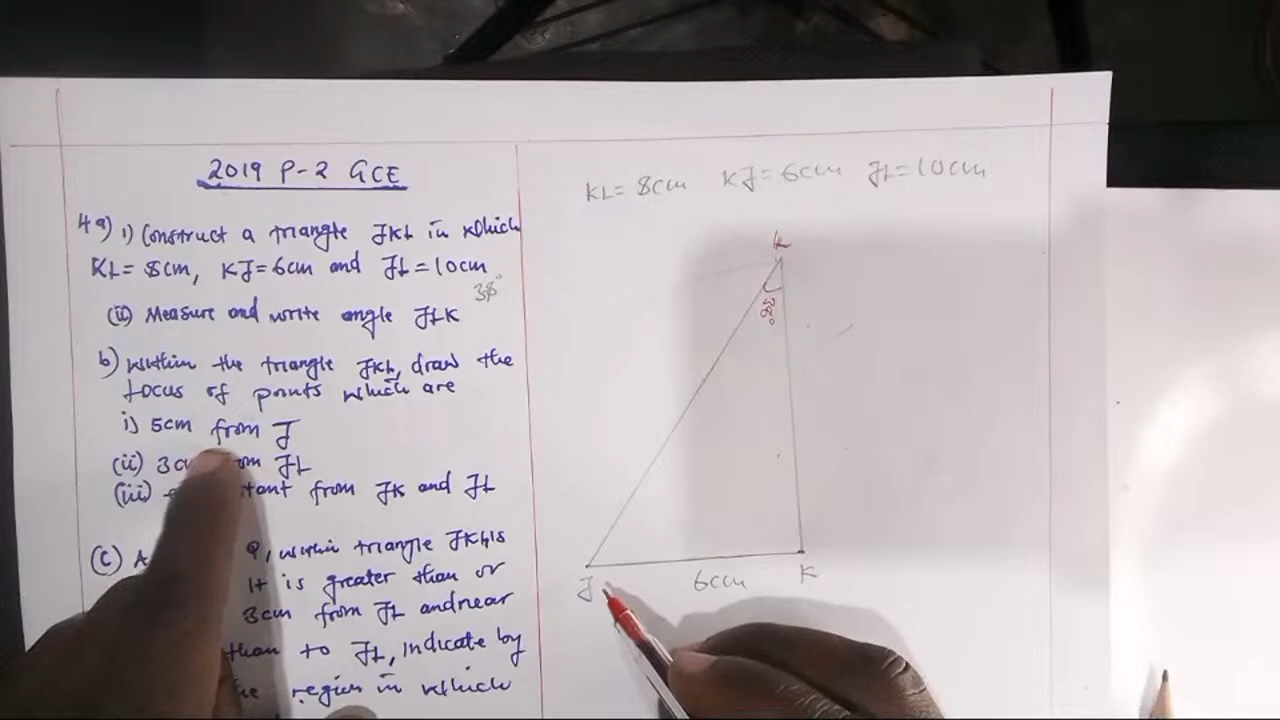 2019 P-2 GCE
4a) i) Construct a triangle JKL in which
KL = 8cm, KJ = 6cm and JL = 10cm
38°
(ii) Measure and write angle JLK
b) within the triangle JKL, draw the
locus of points which are
i) 5cm from J
(ii) 3c JL
(iii) from JK and JL
(C) A Q, within triangle JKL is
it is greater than or
3cm from JL and near
than to JL, indicate by
region in which
KL = 8cm KJ = 6cm JL = 10cm
38°
J 6cm K